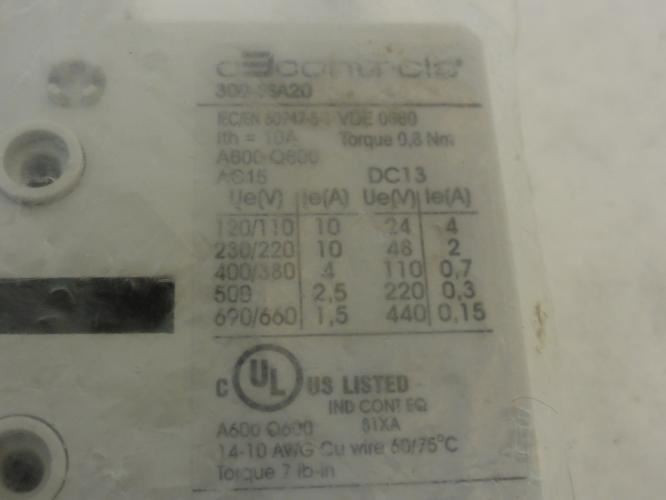 c3controls
300-SSA20
IEC/EN 60947-5-1 VDE 0660
Ith = 10A Torque 0,8 Nm
A600-Q600
AC15 DC13
Ue(V) Ie(A) Ue(V) Ie(A)
120/110 10 24 4
230/220 10 48 2
400/380 4 110 0,7
500 2,5 220 0,3
690/660 1,5 440 0,15
C UL US LISTED
IND CONT EQ
A600 Q600 81XA
14-10 AWG Cu wire 60/75°C
Torque 7 lb-in